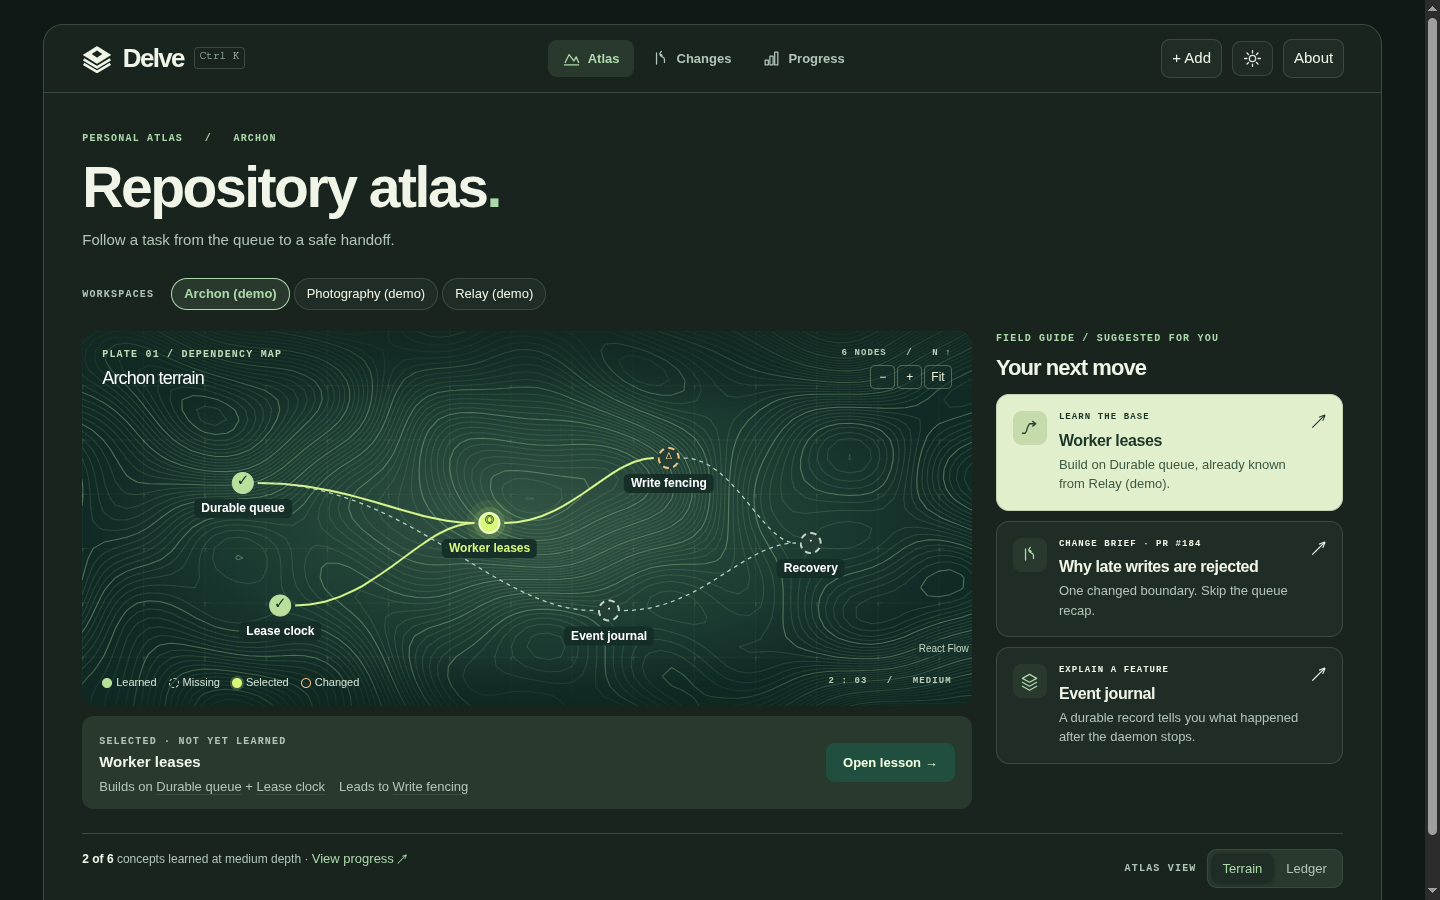 Delve
Ctrl K
Atlas
Changes
Progress
+ Add
About
PERSONAL ATLAS / ARCHON
Repository atlas.
Follow a task from the queue to a safe handoff.
WORKSPACES
Archon (demo)
Photography (demo)
Relay (demo)
PLATE 01 / DEPENDENCY MAP
Archon terrain
6 NODES / N ↑
− + Fit
Durable queue
Worker leases
Write fencing
Recovery
Lease clock
Event journal
React Flow
Learned
Missing
Selected
Changed
2 : 03 / MEDIUM
SELECTED · NOT YET LEARNED
Worker leases
Builds on Durable queue + Lease clock Leads to Write fencing
Open lesson →
FIELD GUIDE / SUGGESTED FOR YOU
Your next move
LEARN THE BASE
Worker leases
Build on Durable queue, already known
from Relay (demo).
CHANGE BRIEF · PR #184
Why late writes are rejected
One changed boundary. Skip the queue
recap.
EXPLAIN A FEATURE
Event journal
A durable record tells you what happened
after the daemon stops.
2 of 6 concepts learned at medium depth · View progress ↗
ATLAS VIEW
Terrain
Ledger